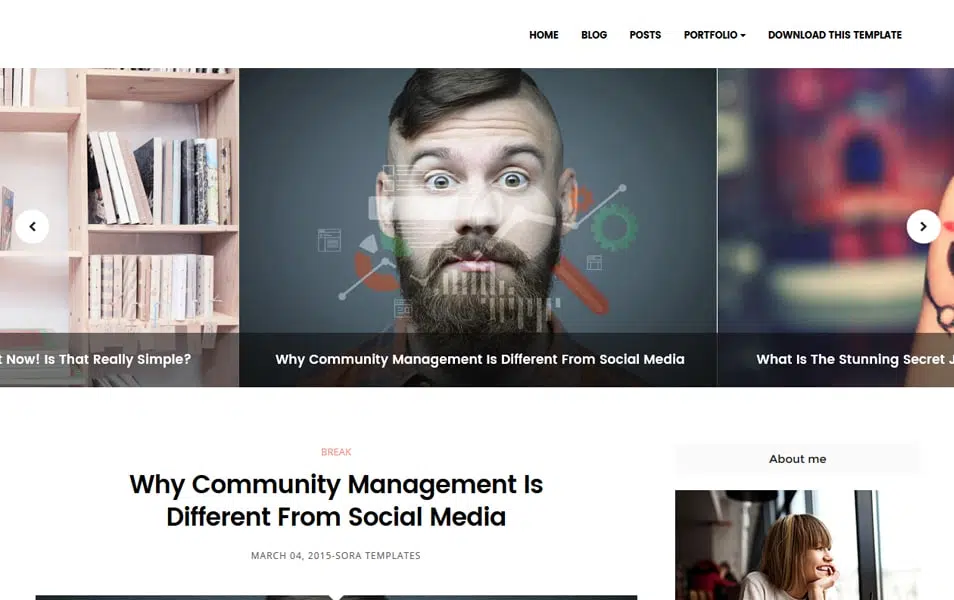 HOME BLOG POSTS PORTFOLIO DOWNLOAD THIS TEMPLATE
Now! Is That Really Simple?
Why Community Management Is Different From Social Media
What Is The Stunning Secret
BREAK
Why Community Management Is
Different From Social Media
MARCH 04, 2015-SORA TEMPLATES
About me